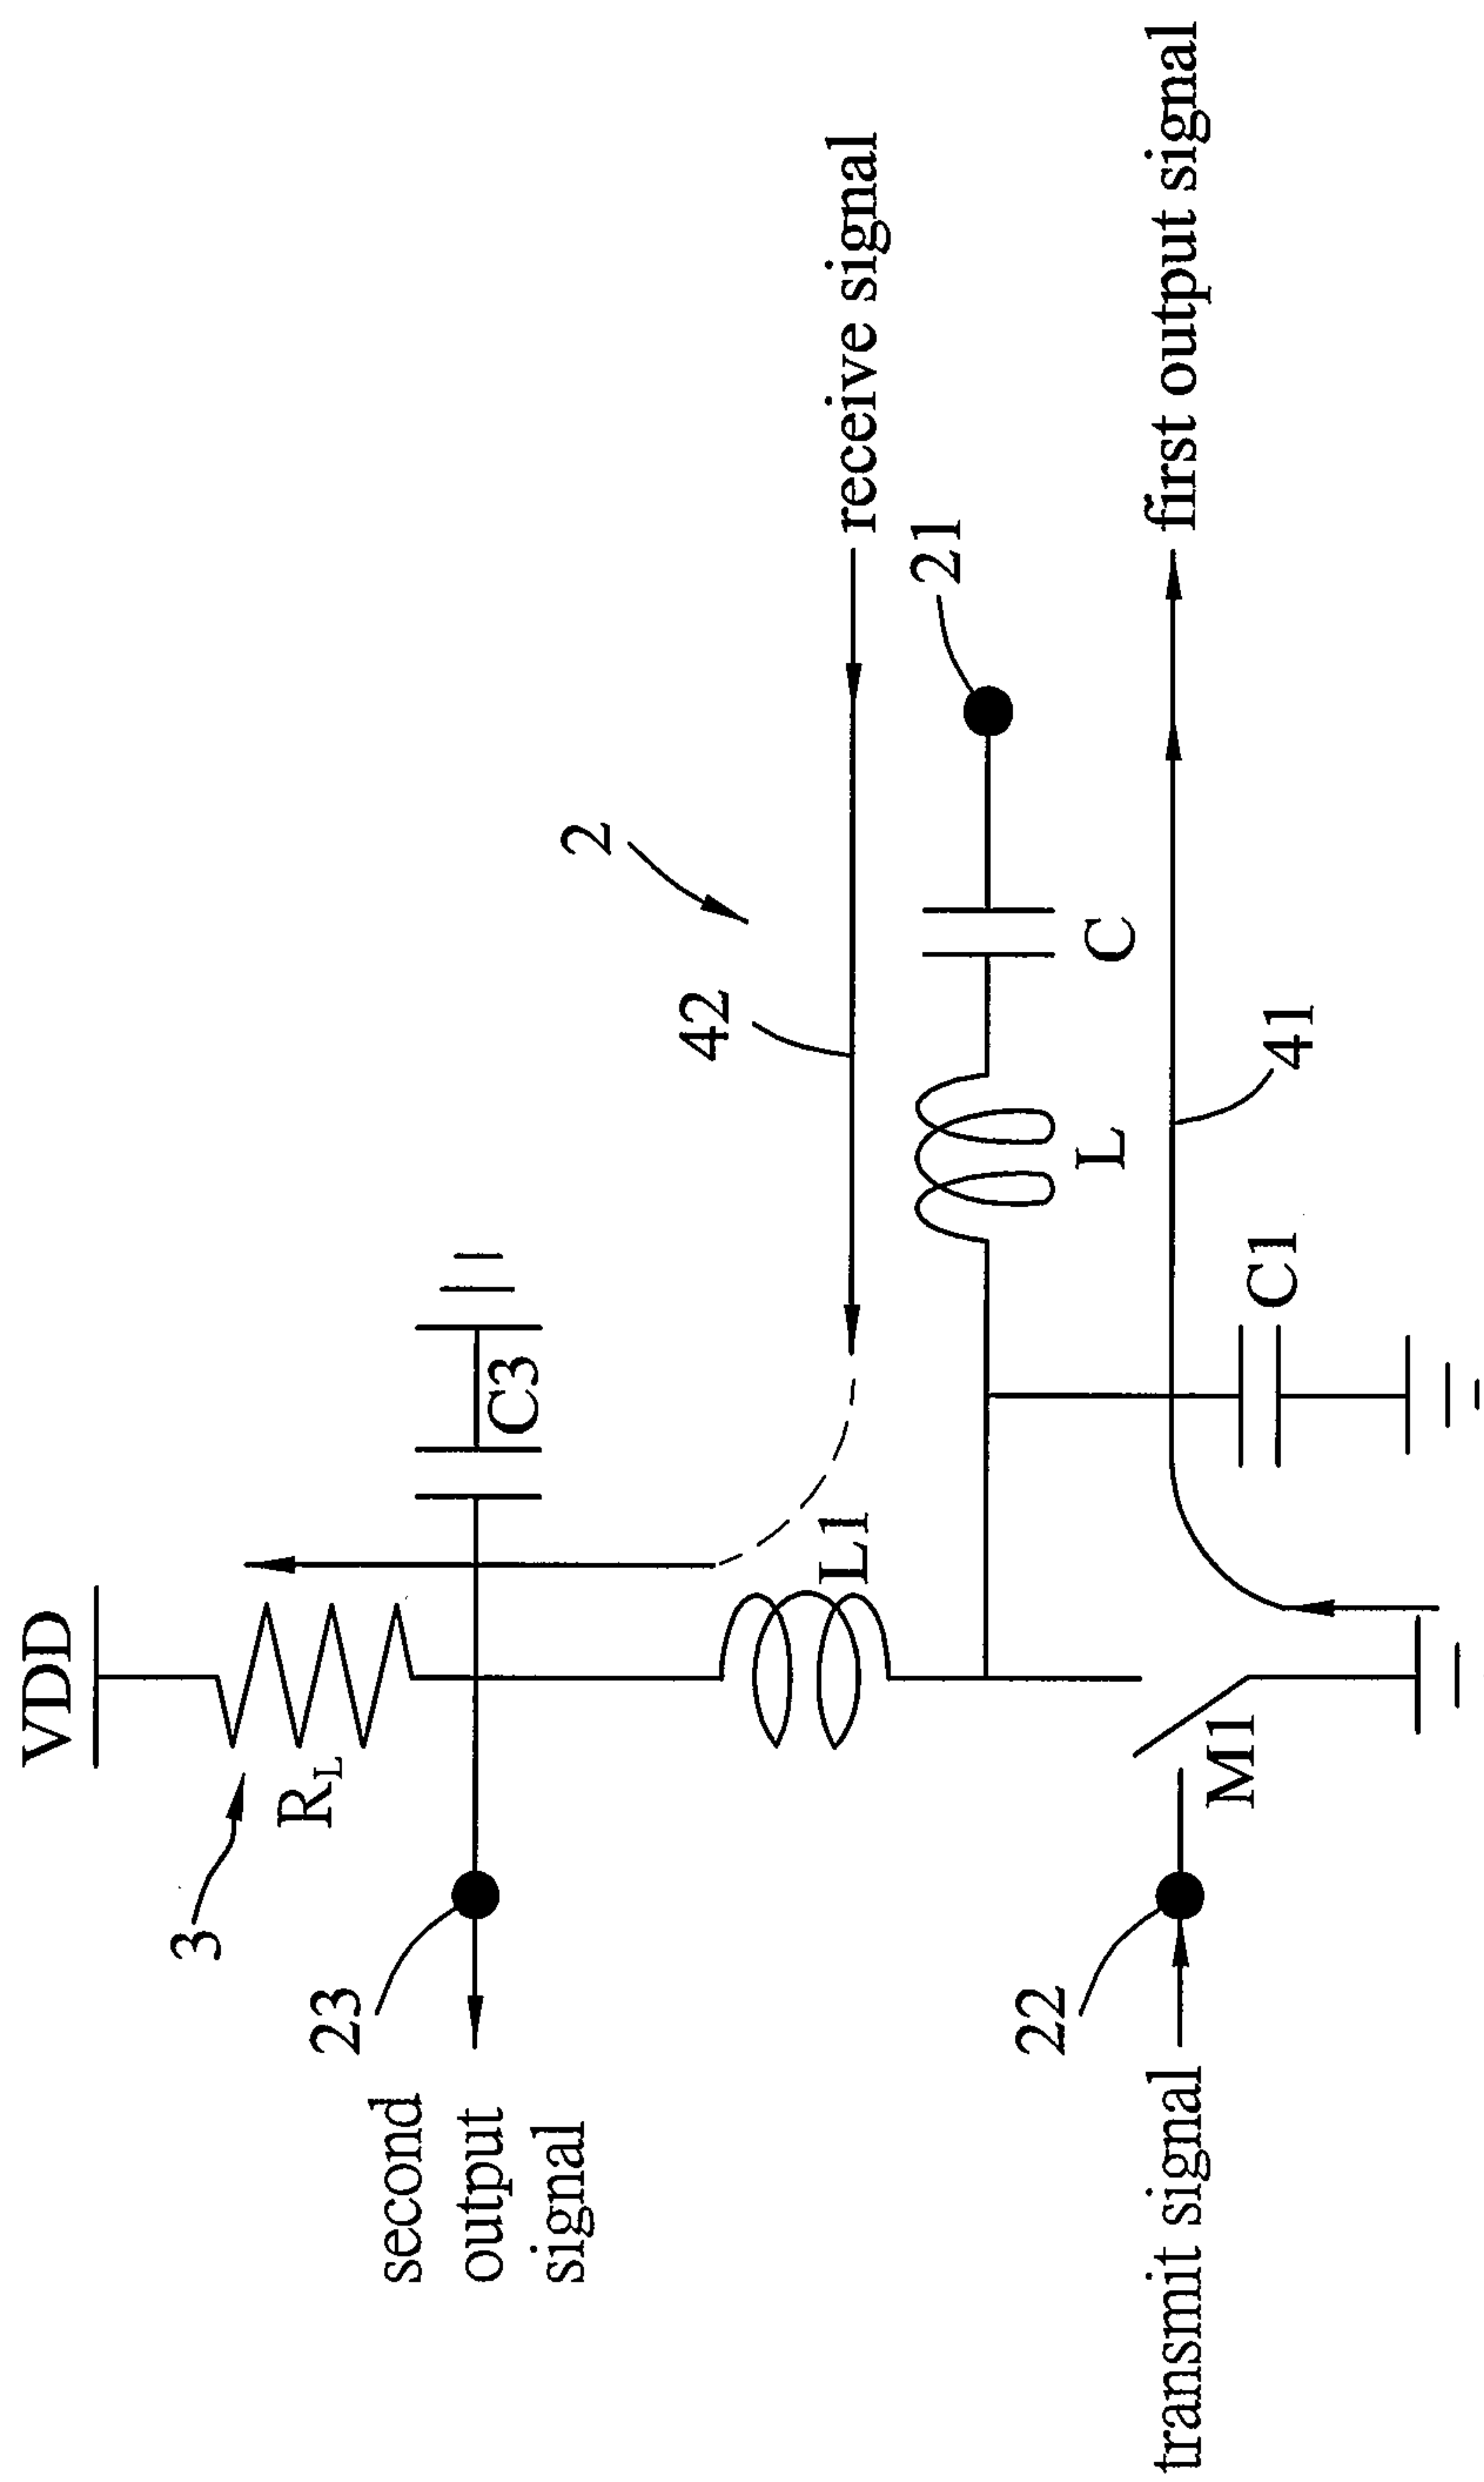 VDD
3
R_L
23
second
output
signal
C3
L1
42
2
receive signal
21
L
C
C1
41
first output signal
22
M1
transmit signal